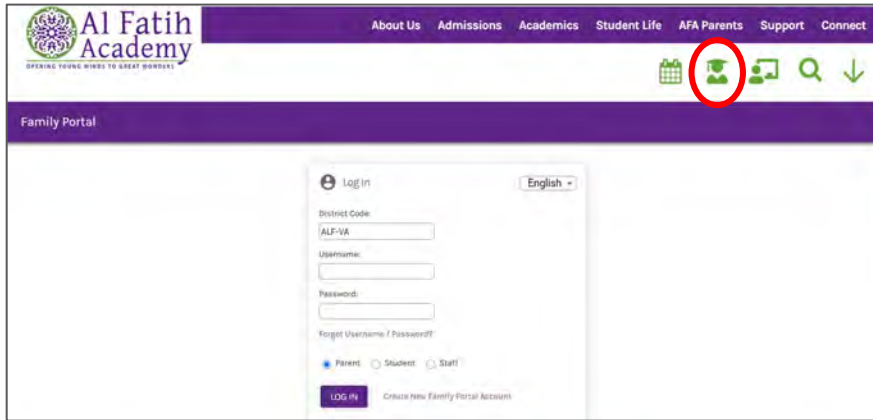 Al Fatih
Academy
OPENING YOUNG MINDS TO GREAT WONDERS
About Us Admissions Academics Student Life AFA Parents Support Connect
Family Portal
Log In English
District Code:
ALF-VA
Username:
Password:
Forgot Username / Password?
Parent Student Staff
LOG IN Create New Family Portal Account